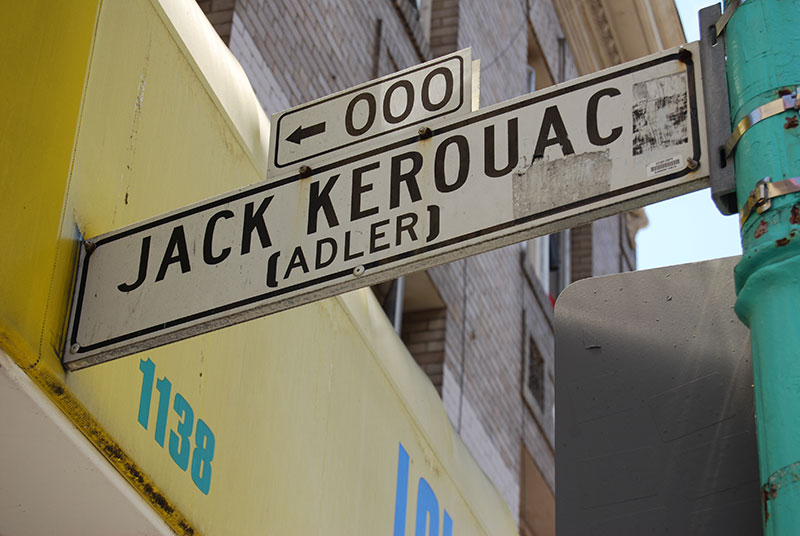 ← 000
JACK KEROUAC
(ADLER)
1138